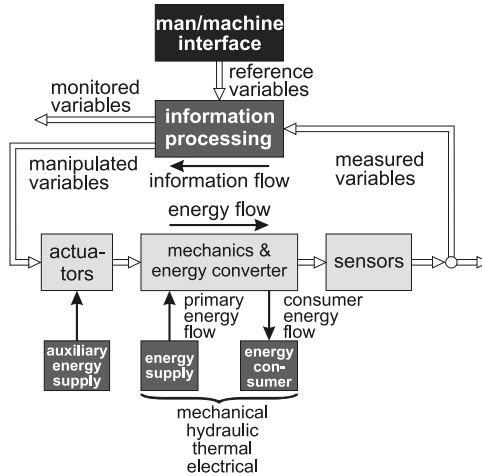 man/machine
interface
reference
variables
monitored
variables
information
processing
manipulated
variables
measured
variables
information flow
energy flow
actua-
tors
mechanics &
energy converter
sensors
primary
energy
flow
consumer
energy
flow
auxiliary
energy
supply
energy
supply
energy
con-
sumer
mechanical
hydraulic
thermal
electrical